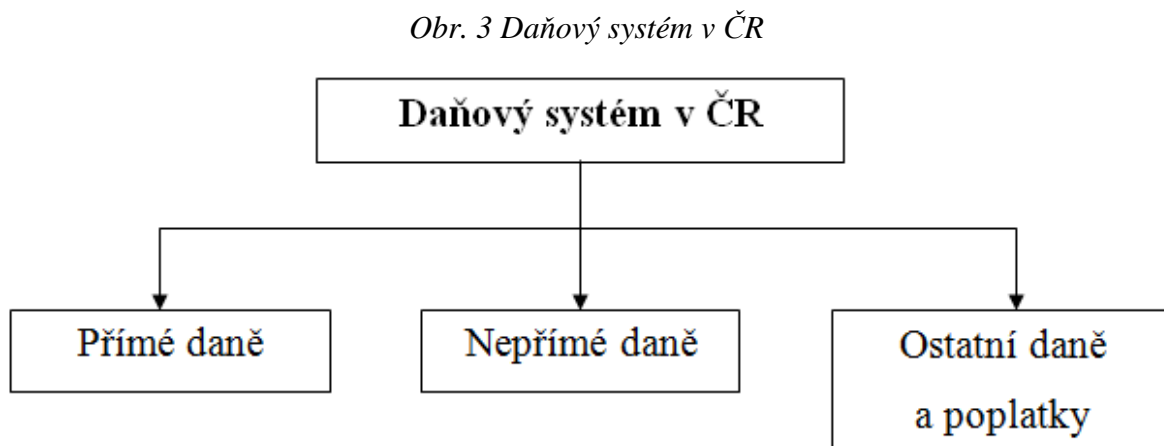 Obr. 3 Daňový systém v ČR
Daňový systém v ČR
Přímé daně
Nepřímé daně
Ostatní daně
a poplatky